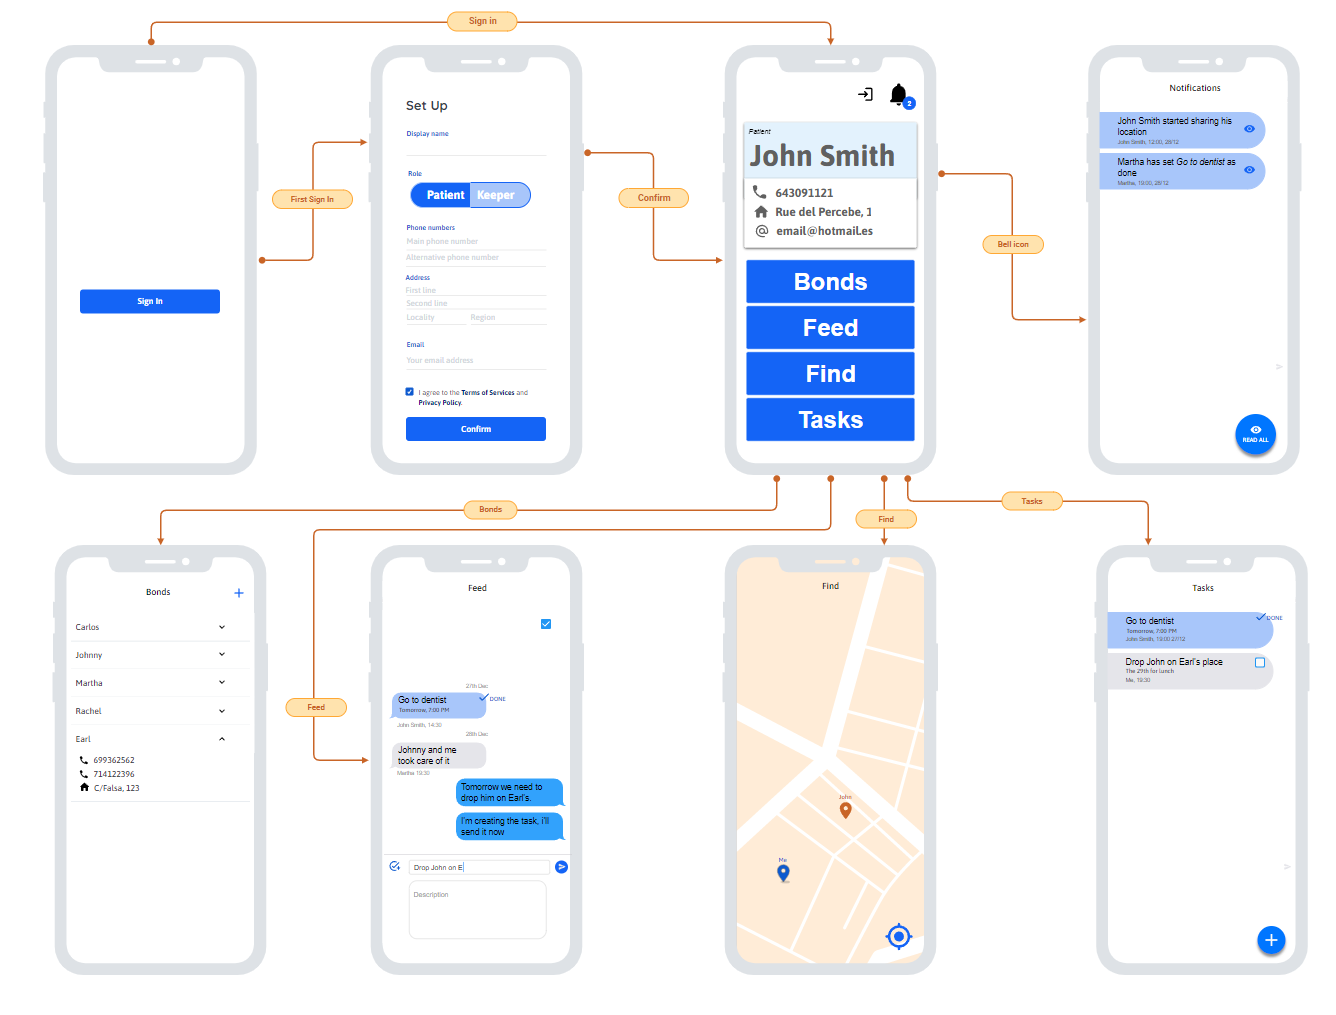 Sign in
Sign In
First Sign In
Set Up
Display name
Role
Patient Keeper
Phone numbers
Main phone number
Alternative phone number
Address
First line
Second line
Locality Region
Email
Your email address
I agree to the Terms of Services and
Privacy Policy.
Confirm
Confirm
2
Patient
John Smith
643091121
Rue del Percebe, 1
email@hotmail.es
Bonds
Feed
Find
Tasks
Bell icon
Notifications
John Smith started sharing his
location
John Smith, 12:00, 28/12
Martha has set Go to dentist as
done
Martha, 19:00, 28/12
READ ALL
Bonds
Feed
Find
Tasks
Bonds
Carlos
Johnny
Martha
Rachel
Earl
699362562
714122396
C/Falsa, 123
Feed
27th Dec
Go to dentist
Tomorrow, 7:00 PM
DONE
John Smith, 14:30
28th Dec
Johnny and me
took care of it
Martha 19:30
Tomorrow we need to
drop him on Earl's.
I'm creating the task, i'll
send it now
Drop John on E
Description
Find
John
Me
Tasks
Go to dentist
Tomorrow, 7:00 PM
John Smith, 19:00 27/12
DONE
Drop John on Earl's place
The 29th for lunch
Me, 19:30